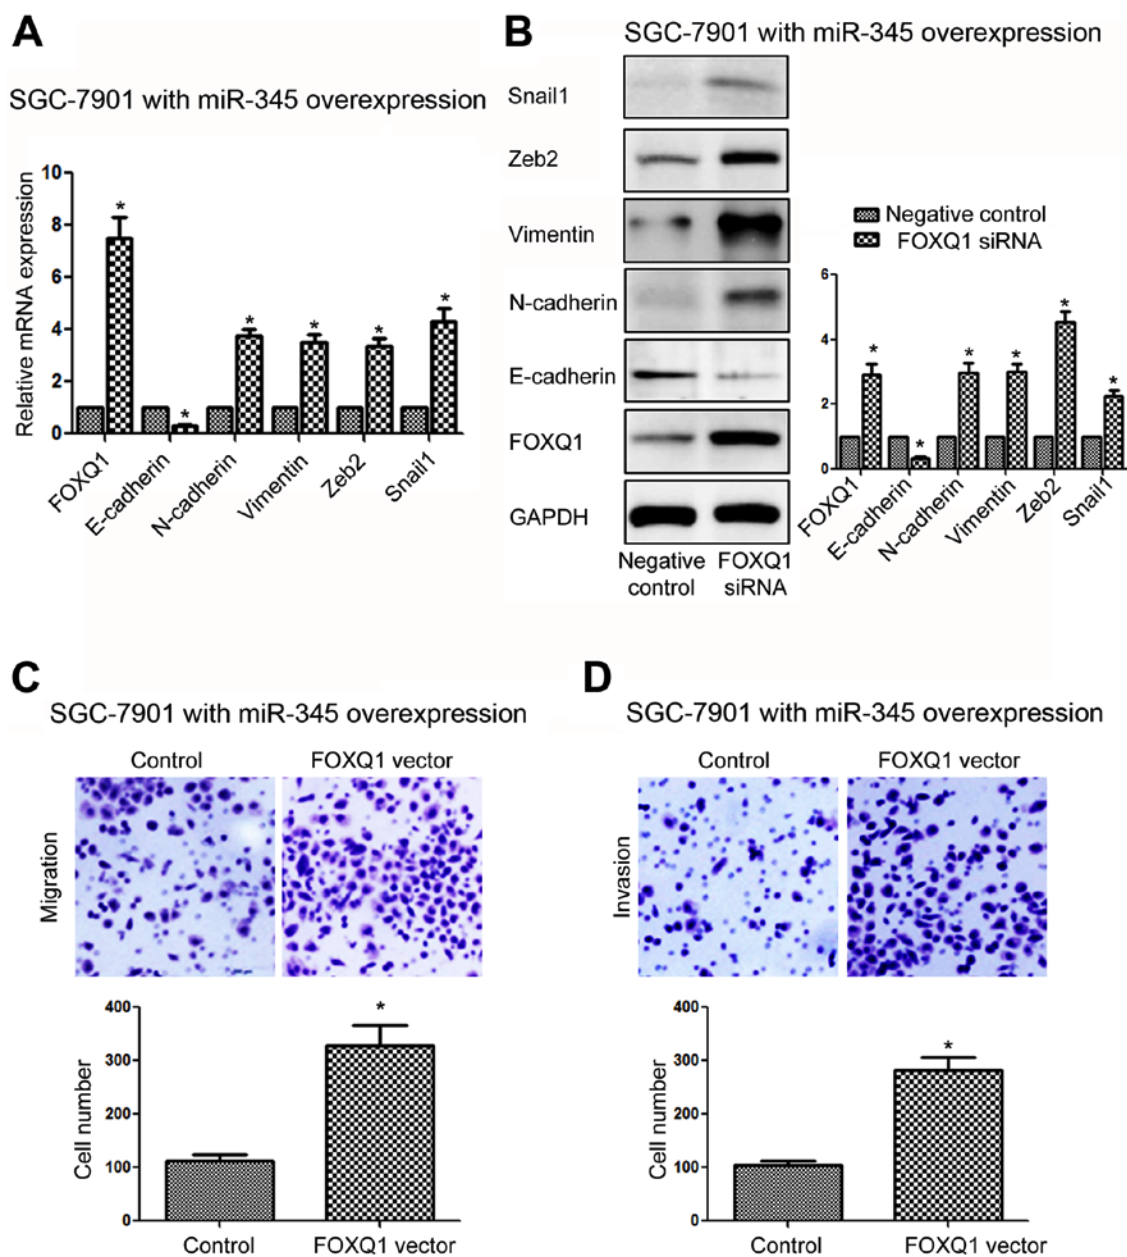 A
SGC-7901 with miR-345 overexpression
Relative mRNA expression
10
8
6
4
2
0
*
*
*
*
*
*
FOXQ1
E-cadherin
N-cadherin
Vimentin
Zeb2
Snail1
B
SGC-7901 with miR-345 overexpression
Snail1
Zeb2
Vimentin
N-cadherin
E-cadherin
FOXQ1
GAPDH
Negative control
FOXQ1 siRNA
Negative control
FOXQ1 siRNA
6
4
2
0
*
*
*
*
*
*
FOXQ1
E-cadherin
N-cadherin
Vimentin
Zeb2
Snail1
C
SGC-7901 with miR-345 overexpression
Control
FOXQ1 vector
Migration
Cell number
400
300
200
100
0
*
Control
FOXQ1 vector
D
SGC-7901 with miR-345 overexpression
Control
FOXQ1 vector
Invasion
Cell number
400
300
200
100
0
*
Control
FOXQ1 vector